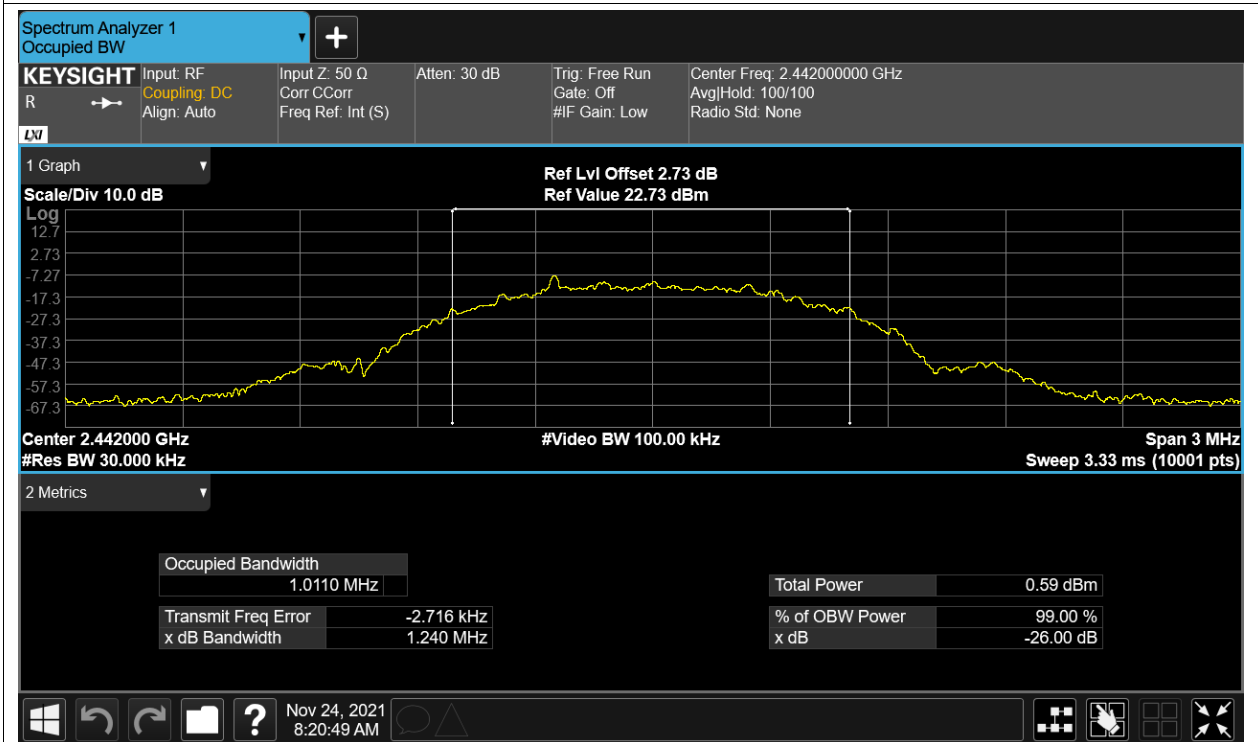 Spectrum Analyzer 1
Occupied BW
KEYSIGHT
R
LXI
Input: RF
Coupling: DC
Align: Auto
Input Z: 50 Ω
Corr CCorr
Freq Ref: Int (S)
Atten: 30 dB
Trig: Free Run
Gate: Off
#IF Gain: Low
Center Freq: 2.442000000 GHz
Avg|Hold: 100/100
Radio Std: None
1 Graph
Scale/Div 10.0 dB
Ref Lvl Offset 2.73 dB
Ref Value 22.73 dBm
Log
12.7
2.73
-7.27
-17.3
-27.3
-37.3
-47.3
-57.3
-67.3
Center 2.442000 GHz
#Res BW 30.000 kHz
#Video BW 100.00 kHz
Span 3 MHz
Sweep 3.33 ms (10001 pts)
2 Metrics
Occupied Bandwidth
1.0110 MHz
Transmit Freq Error -2.716 kHz
x dB Bandwidth 1.240 MHz
Total Power 0.59 dBm
% of OBW Power 99.00 %
x dB -26.00 dB
?
Nov 24, 2021
8:20:49 AM